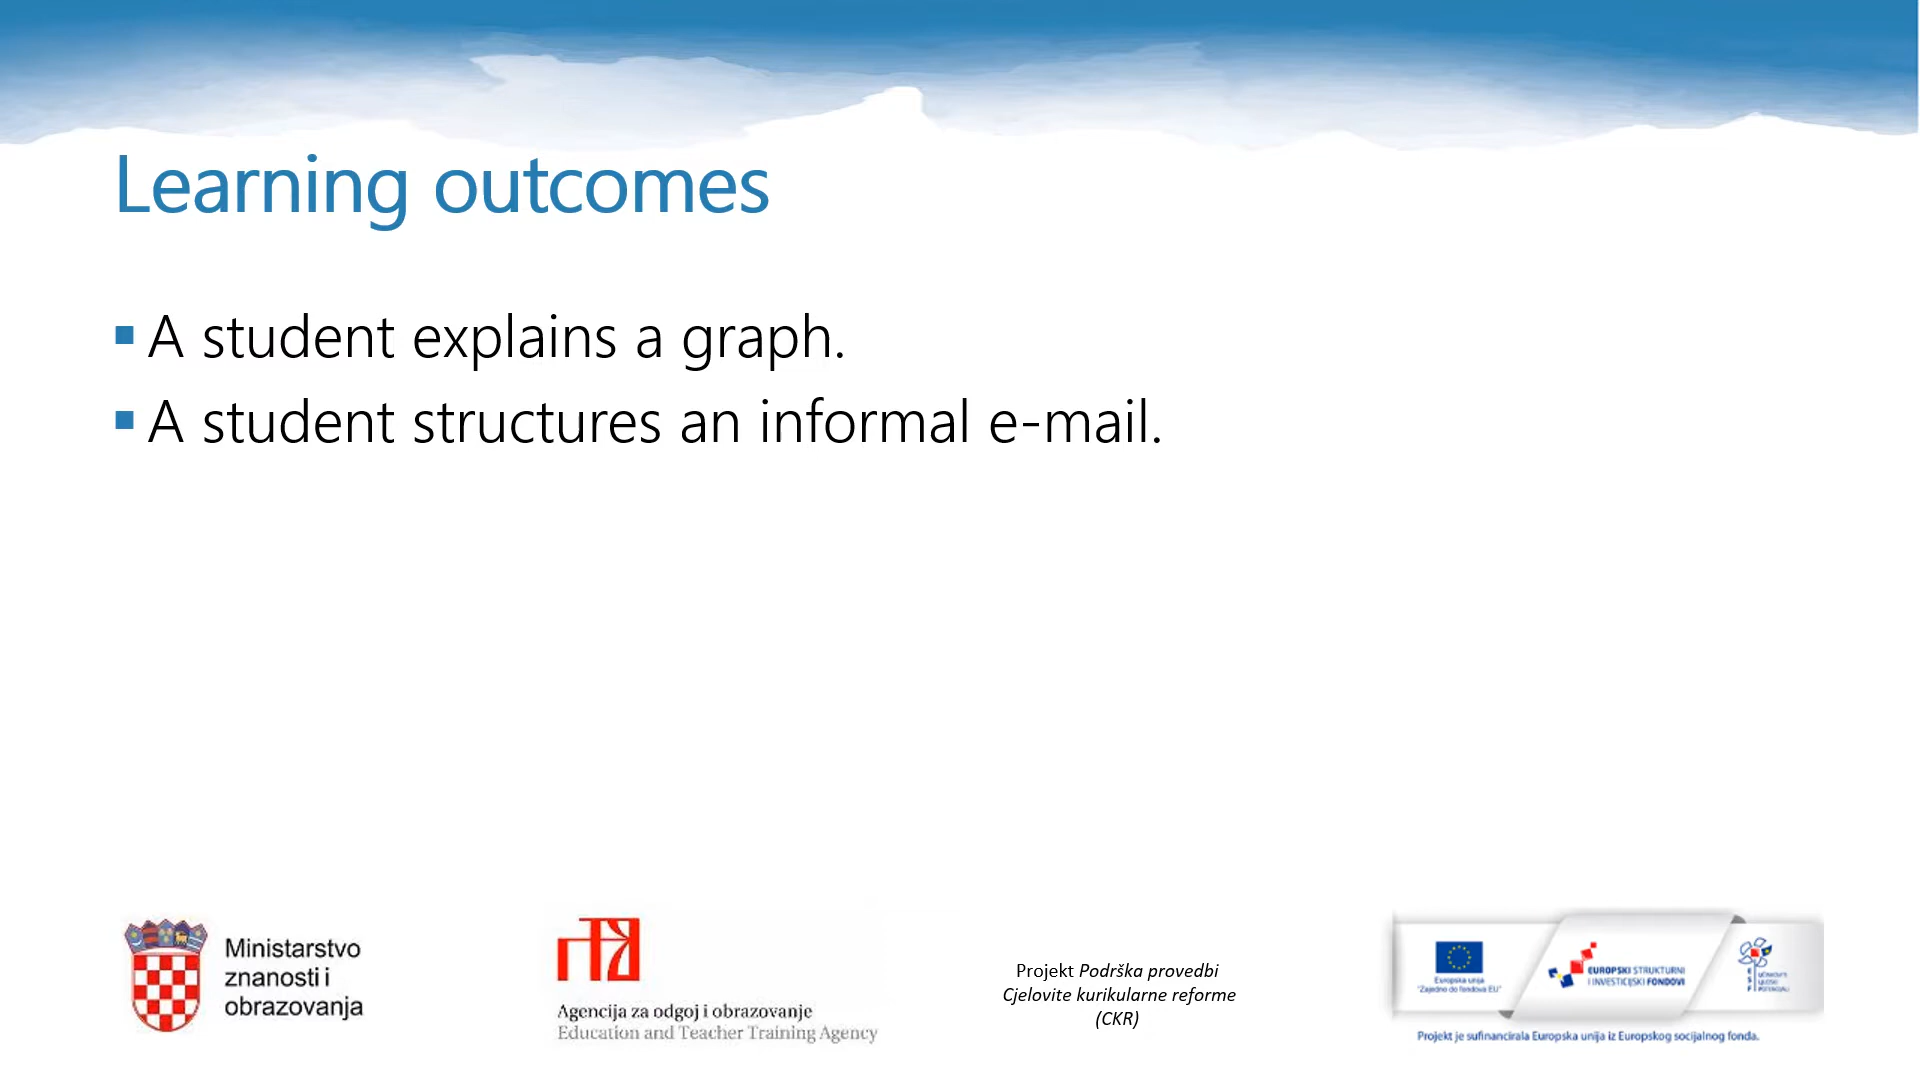 Learning outcomes
▪ A student explains a graph.
▪ A student structures an informal e-mail.
Ministarstvo
znanosti i
obrazovanja
Agencija za odgoj i obrazovanje
Education and Teacher Training Agency
Projekt Podrška provedbi
Cjelovite kurikularne reforme
(CKR)
Europska unija
"Zajedno do fondova EU"
EUROPSKI STRUKTURNI
I INVESTICIJSKI FONDOVI
Projekt je sufinancirala Europska unija iz Europskog socijalnog fonda.